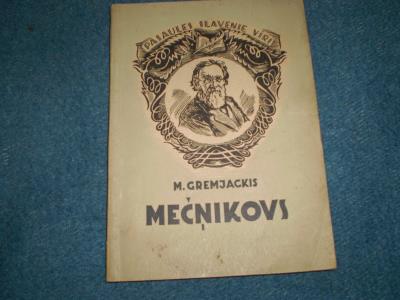 PASAULES SLAVENIE VĪRI
M. GREMJACKIS
MEČŅIKOVS